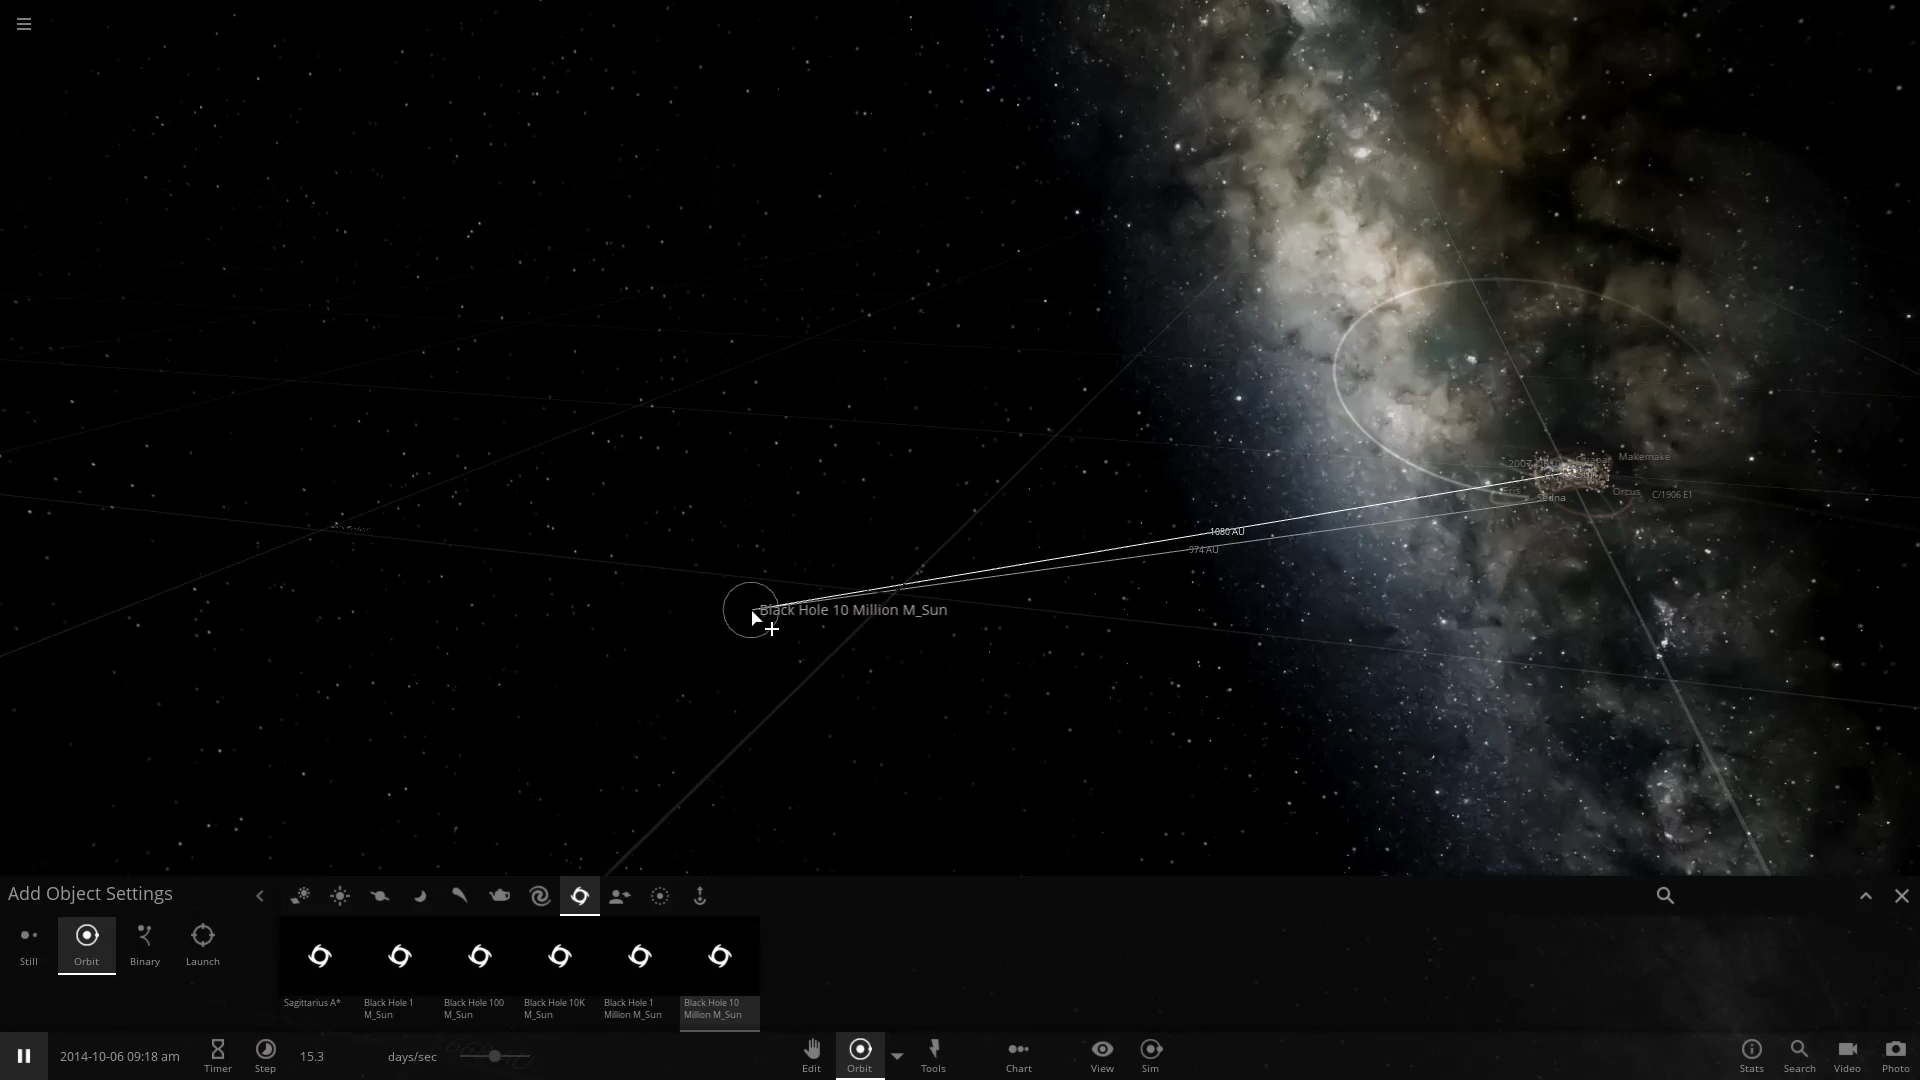 Makemake
Sedna
Orcus
C/1906 E1
1080 AU
974 AU
Black Hole 10 Million M_Sun
Add Object Settings
Still
Orbit
Binary
Launch
Sagittarius A*
Black Hole 1
M_Sun
Black Hole 100
M_Sun
Black Hole 10K
M_Sun
Black Hole 1
Million M_Sun
Black Hole 10
Million M_Sun
2014-10-06 09:18 am
Timer
Step
15.3
days/sec
Edit
Orbit
Tools
Chart
View
Sim
Stats
Search
Video
Photo